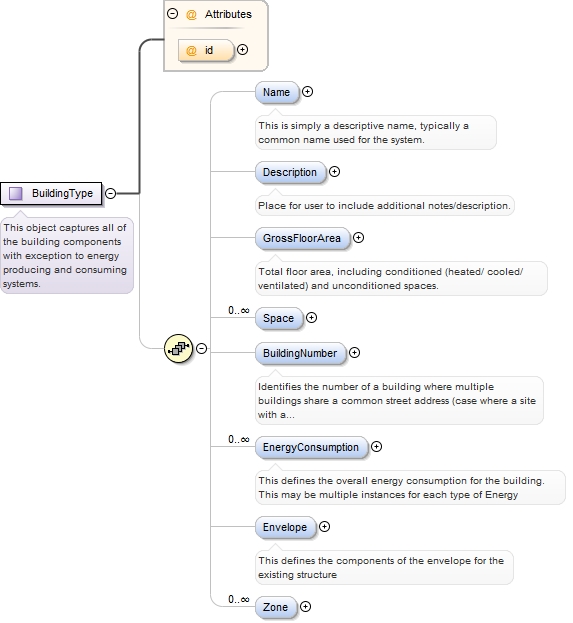 @ Attributes
@ id
Name
This is simply a descriptive name, typically a
common name used for the system.
Description
Place for user to include additional notes/description.
BuildingType
This object captures all of
the building components
with exception to energy
producing and consuming
systems.
GrossFloorArea
Total floor area, including conditioned (heated/ cooled/
ventilated) and unconditioned spaces.
0..∞
Space
BuildingNumber
Identifies the number of a building where multiple
buildings share a common street address (case where a site
with a...
0..∞
EnergyConsumption
This defines the overall energy consumption for the building.
This may be multiple instances for each type of Energy
Envelope
This defines the components of the envelope for the
existing structure
0..∞
Zone